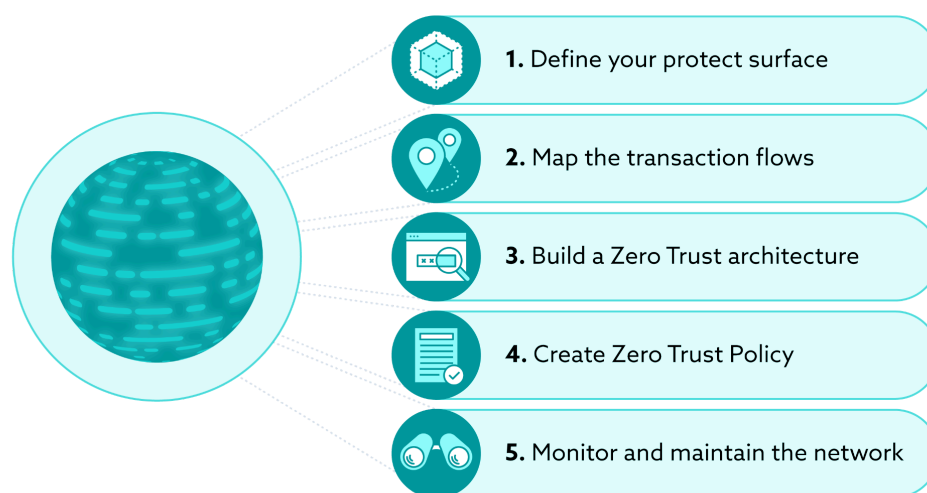 1. Define your protect surface
2. Map the transaction flows
3. Build a Zero Trust architecture
4. Create Zero Trust Policy
5. Monitor and maintain the network